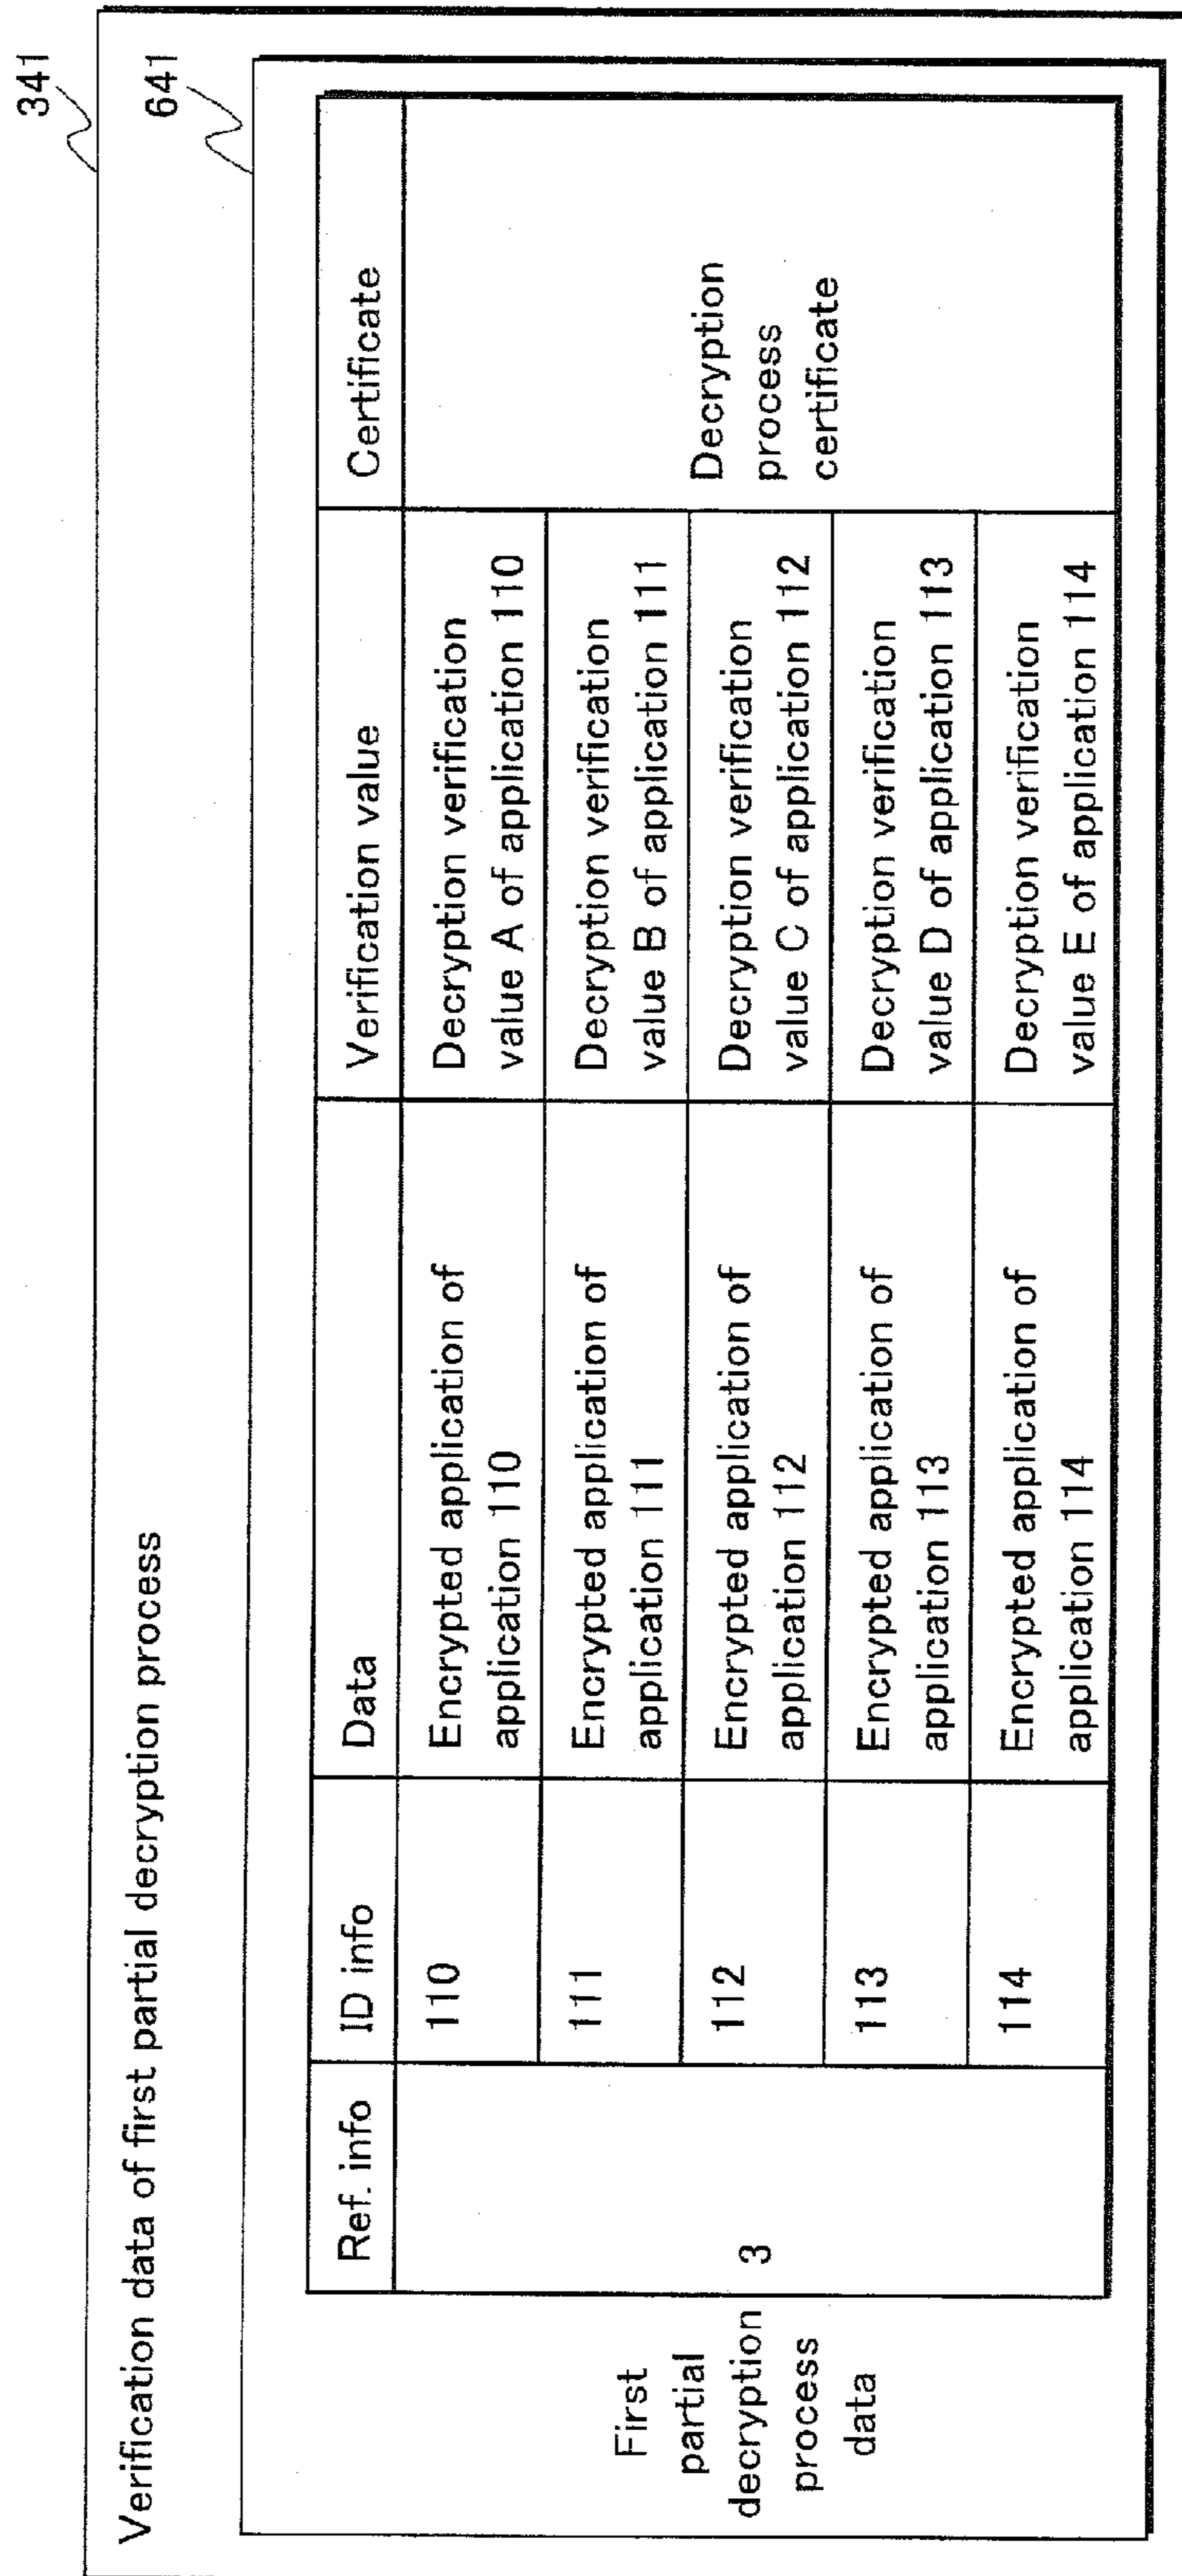 341
Verification data of first partial decryption process
641
First
partial
decryption
process
data
Ref. info
ID info
Data
Verification value
Certificate
3
110
Encrypted application of
application 110
Decryption verification
value A of application 110
Decryption
process
certificate
111
Encrypted application of
application 111
Decryption verification
value B of application 111
112
Encrypted application of
application 112
Decryption verification
value C of application 112
113
Encrypted application of
application 113
Decryption verification
value D of application 113
114
Encrypted application of
application 114
Decryption verification
value E of application 114